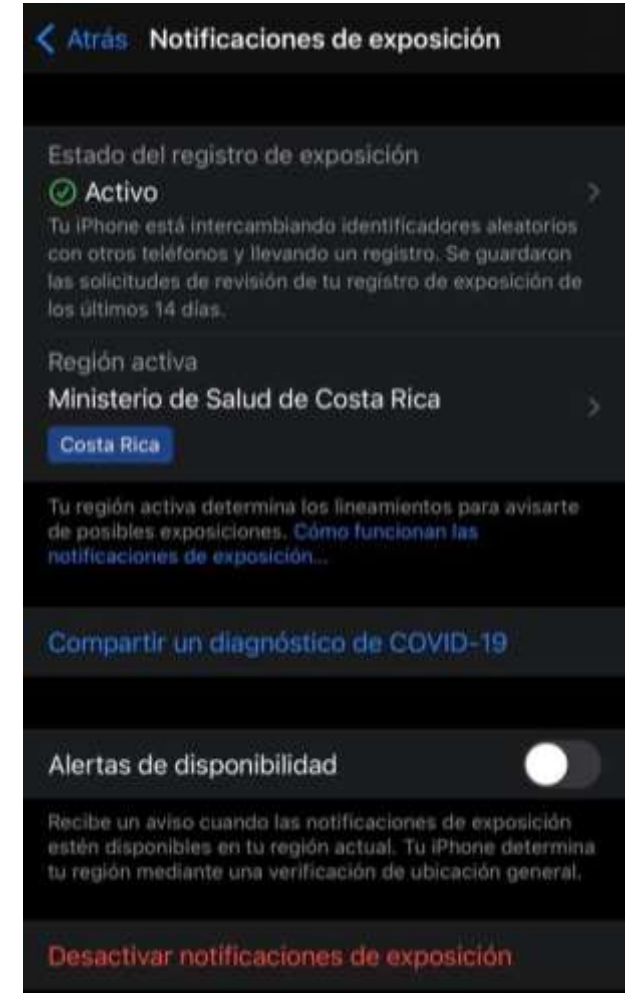 Atrás Notificaciones de exposición
Estado del registro de exposición
Activo
Tu iPhone está intercambiando identificadores aleatorios
con otros teléfonos y llevando un registro. Se guardaron
las solicitudes de revisión de tu registro de exposición de
los últimos 14 días.
Región activa
Ministerio de Salud de Costa Rica
Costa Rica
Tu región activa determina los lineamientos para avisarte
de posibles exposiciones. Cómo funcionan las
notificaciones de exposición...
Compartir un diagnóstico de COVID-19
Alertas de disponibilidad
Recibe un aviso cuando las notificaciones de exposición
estén disponibles en tu región actual. Tu iPhone determina
tu región mediante una verificación de ubicación general.
Desactivar notificaciones de exposición